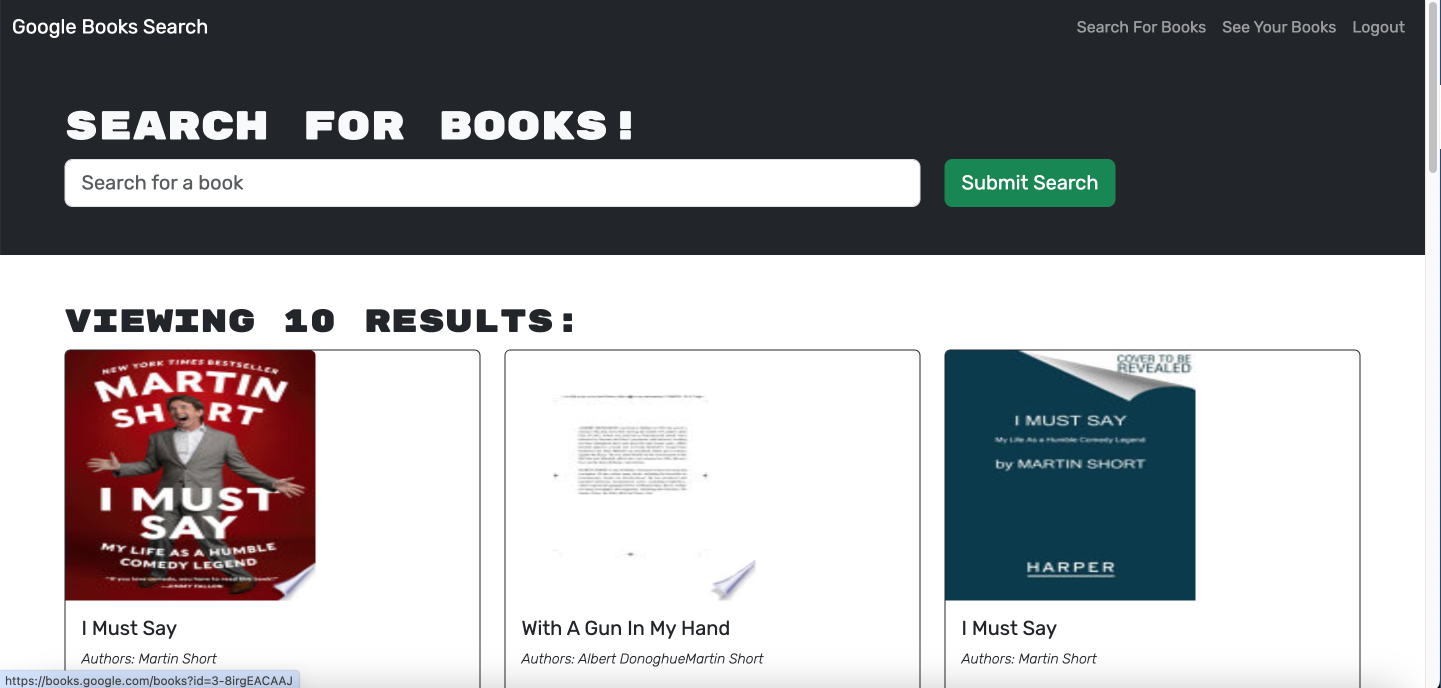 Google Books Search
Search For Books
See Your Books
Logout
SEARCH FOR BOOKS!
Search for a book
Submit Search
VIEWING 10 RESULTS:
NEW YORK TIMES BESTSELLER
MARTIN
SHORT
I MUST
SAY
MY LIFE AS A HUMBLE
COMEDY LEGEND
"If you love comedy, you have to read this book!"
—JIMMY FALLON
I Must Say
Authors: Martin Short
With A Gun In My Hand
Authors: Albert DonoghueMartin Short
COVER TO BE
REVEALED
I MUST SAY
My Life As a Humble Comedy Legend
by MARTIN SHORT
HARPER
I Must Say
Authors: Martin Short
https://books.google.com/books?id=3-8irgEACAAJ